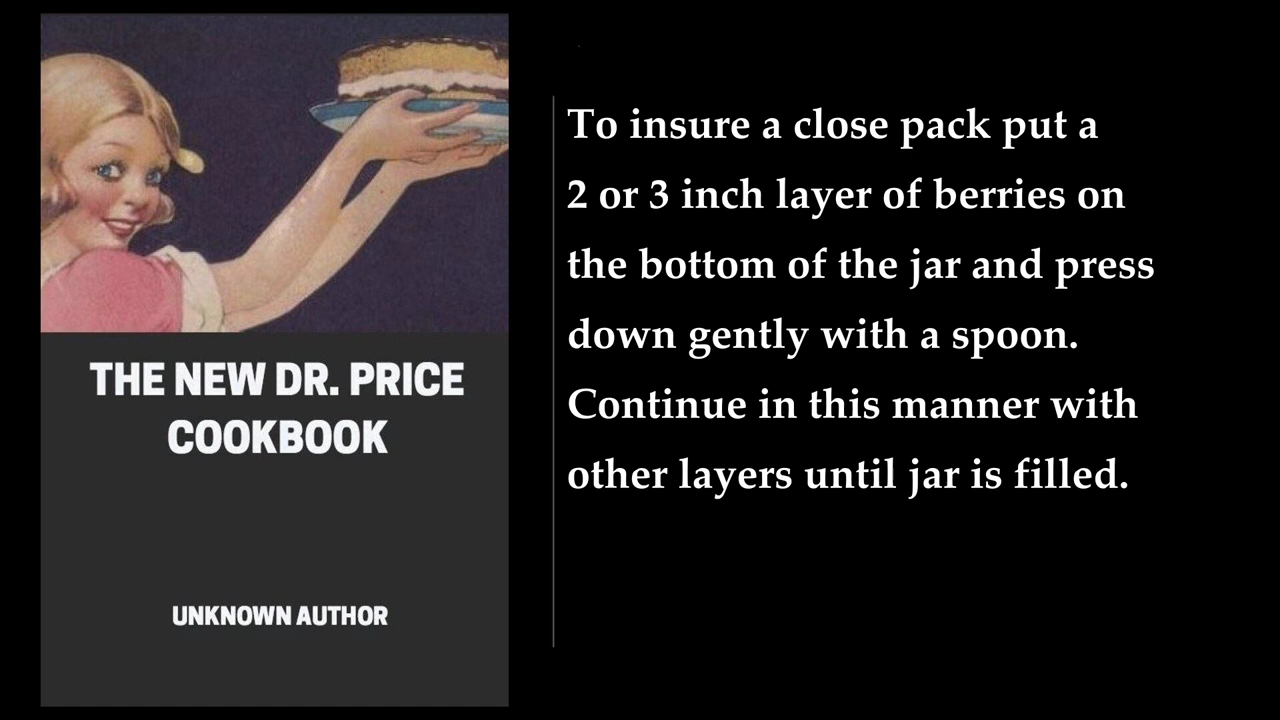 THE NEW DR. PRICE
COOKBOOK
UNKNOWN AUTHOR
To insure a close pack put a
2 or 3 inch layer of berries on
the bottom of the jar and press
down gently with a spoon.
Continue in this manner with
other layers until jar is filled.